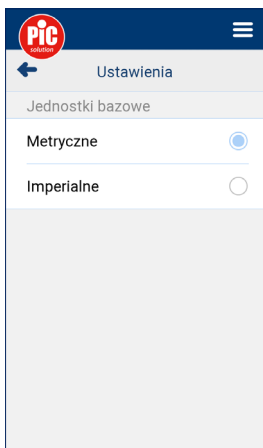 PiC
solution
Ustawienia
Jednostki bazowe
Metryczne
Imperialne